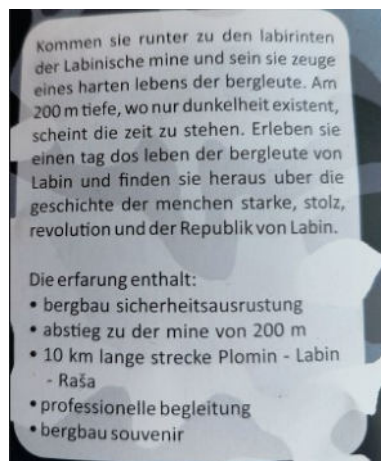 Kommen sie runter zu den labirinten
der Labinische mine und sein sie zeuge
eines harten lebens der bergleute. Am
200 m tiefe, wo nur dunkelheit existent,
scheint die zeit zu stehen. Erleben sie
einen tag dos leben der bergleute von
Labin und finden sie heraus uber die
geschichte der menchen starke, stolz,
revolution und der Republik von Labin.
Die erfarung enthalt:
• bergbau sicherheitsausrustung
• abstieg zu der mine von 200 m
• 10 km lange strecke Plomin - Labin
- Raša
• professionelle begleitung
• bergbau souvenir